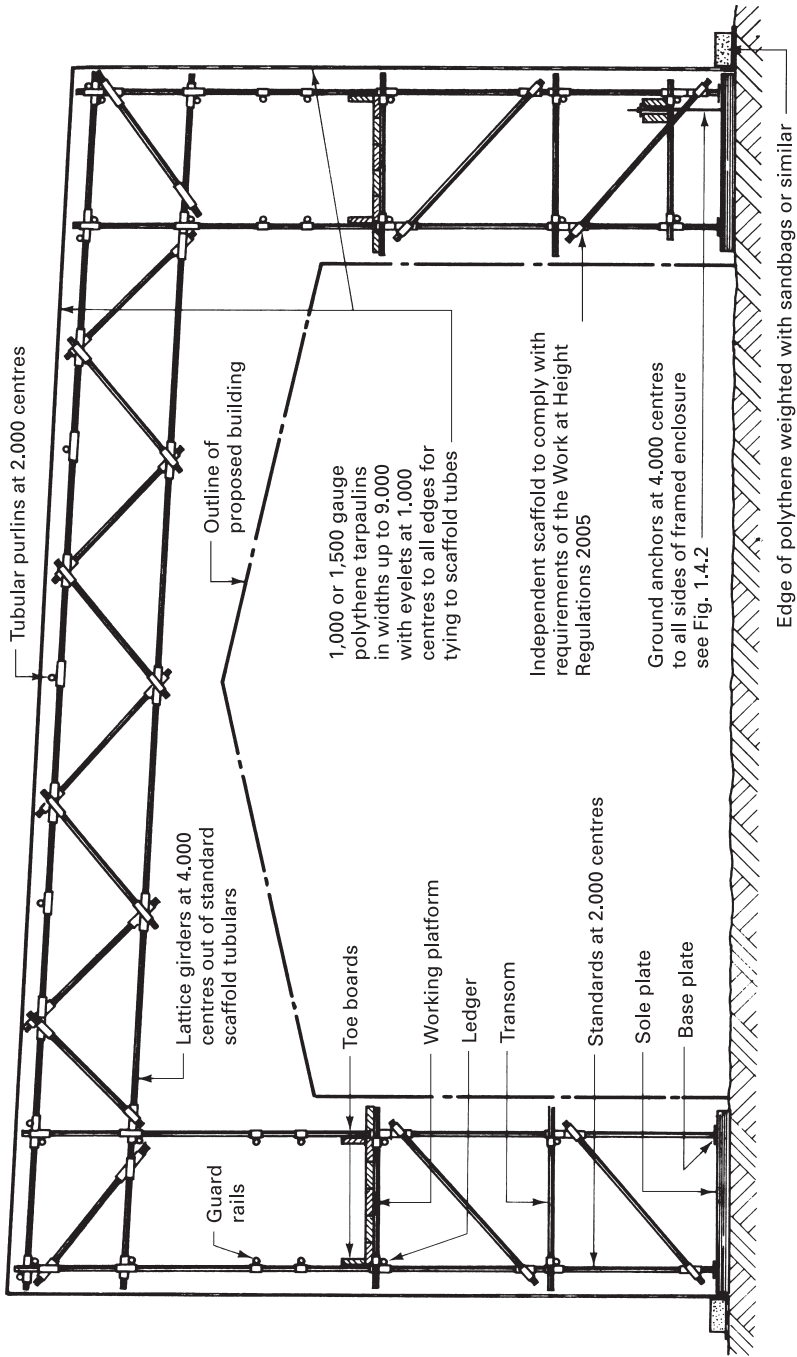 Tubular purlins at 2.000 centres
Outline of
proposed building
Lattice girders at 4.000
centres out of standard
scaffold tubulars
Guard
rails
1,000 or 1,500 gauge
polythene tarpaulins
in widths up to 9.000
with eyelets at 1.000
centres to all edges for
tying to scaffold tubes
Toe boards
Working platform
Ledger
Transom
Independent scaffold to comply with
requirements of the Work at Height
Regulations 2005
Standards at 2.000 centres
Sole plate
Base plate
Ground anchors at 4.000 centres
to all sides of framed enclosure
see Fig. 1.4.2
Edge of polythene weighted with sandbags or similar